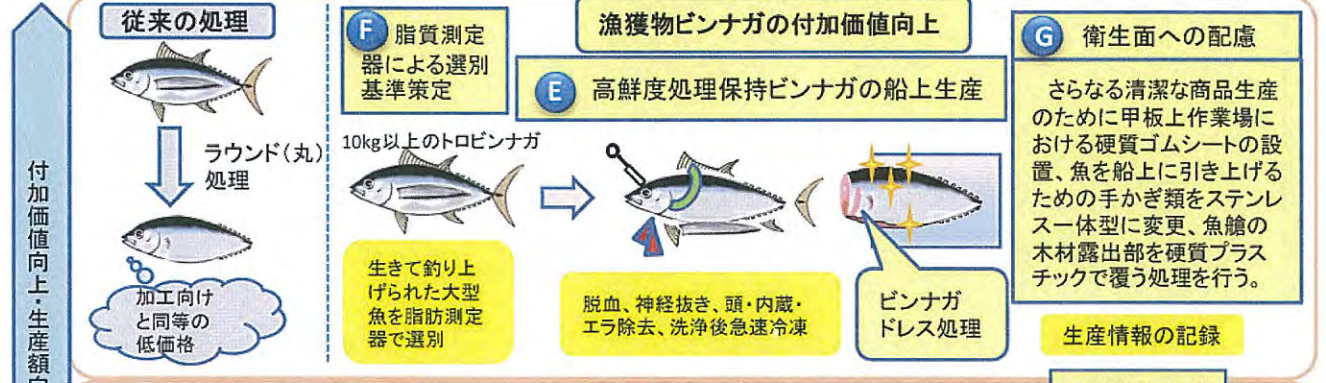 付加価値向上・生産額向
従来の処理
ラウンド(丸)
処理
加工向け
と同等の
低価格
漁獲物ビンナガの付加価値向上
F 脂質測定
器による選別
基準策定
E 高鮮度処理保持ビンナガの船上生産
10kg以上のトロビンナガ
生きて釣り上
げられた大型
魚を脂肪測定
器で選別
脱血、神経抜き、頭・内蔵・
エラ除去、洗浄後急速冷凍
ビンナガ
ドレス処理
G 衛生面への配慮
さらなる清潔な商品生産
のために甲板上作業場に
おける硬質ゴムシートの設
置、魚を船上に引き上げる
ための手かぎ類をステンレ
ス一体型に変更、魚艙の
木材露出部を硬質プラス
チックで覆う処理を行う。
生産情報の記録